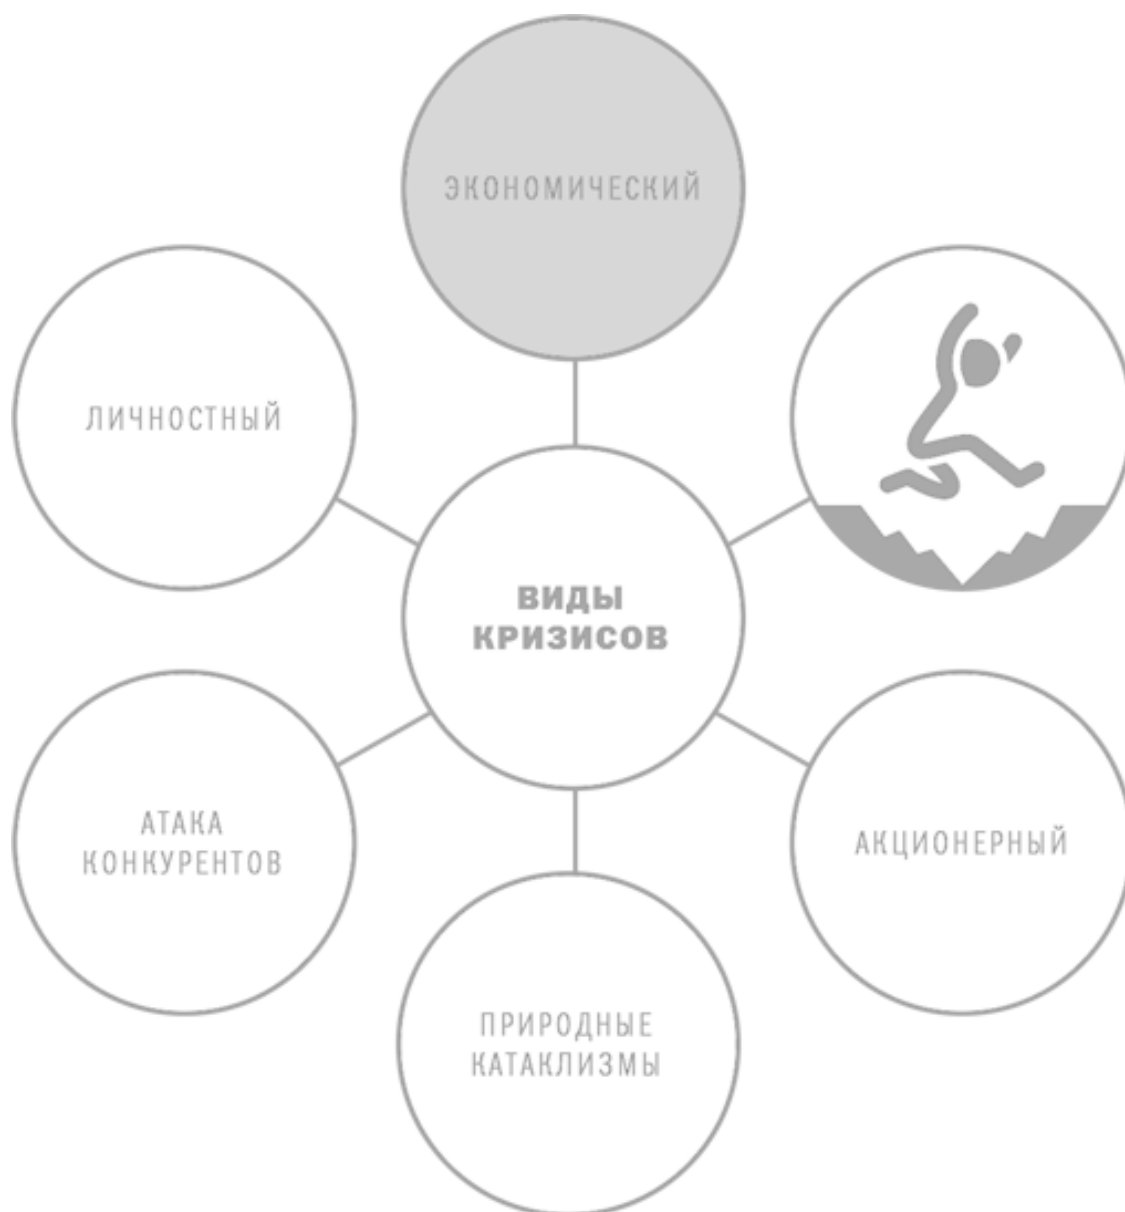 ЭКОНОМИЧЕСКИЙ
ЛИЧНОСТНЫЙ
ВИДЫ
КРИЗИСОВ
АТАКА
КОНКУРЕНТОВ
АКЦИОНЕРНЫЙ
ПРИРОДНЫЕ
КАТАКЛИЗМЫ